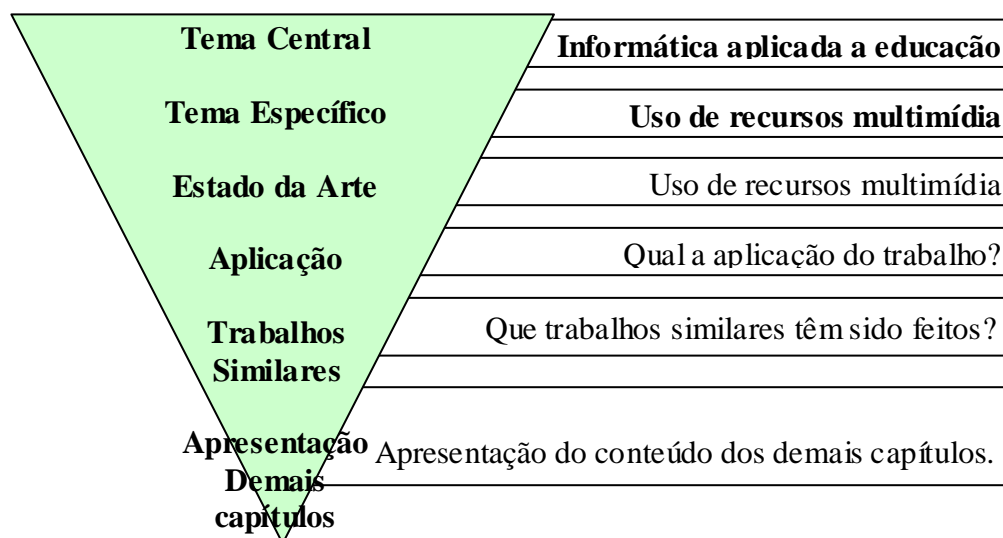 Tema Central
Informática aplicada a educação
Tema Específico
Uso de recursos multimídia
Estado da Arte
Uso de recursos multimídia
Aplicação
Qual a aplicação do trabalho?
Trabalhos
Similares
Que trabalhos similares têm sido feitos?
Apresentação
Demais
capítulos
Apresentação do conteúdo dos demais capítulos.